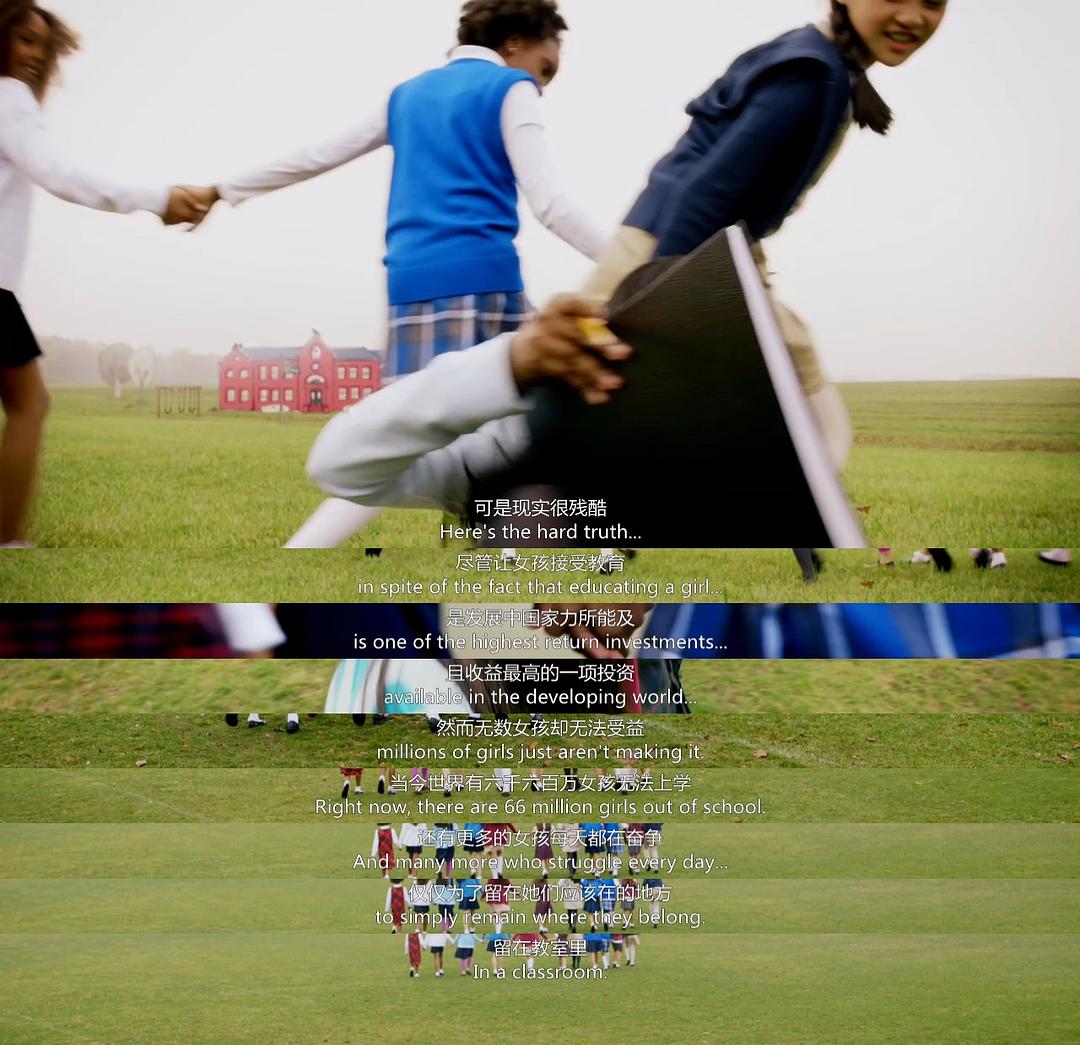 可是现实很残酷
Here's the hard truth...
尽管让女孩接受教育
in spite of the fact that educating a girl...
是发展中国家力所能及
is one of the highest return investments...
且收益最高的一项投资
available in the developing world...
然而无数女孩却无法受益
millions of girls just aren't making it.
当今世界有六千六百万女孩无法上学
Right now, there are 66 million girls out of school.
还有更多的女孩每天都在奋争
And many more who struggle every day...
仅仅为了留在她们应该在的地方
to simply remain where they belong.
留在教室里
In a classroom.